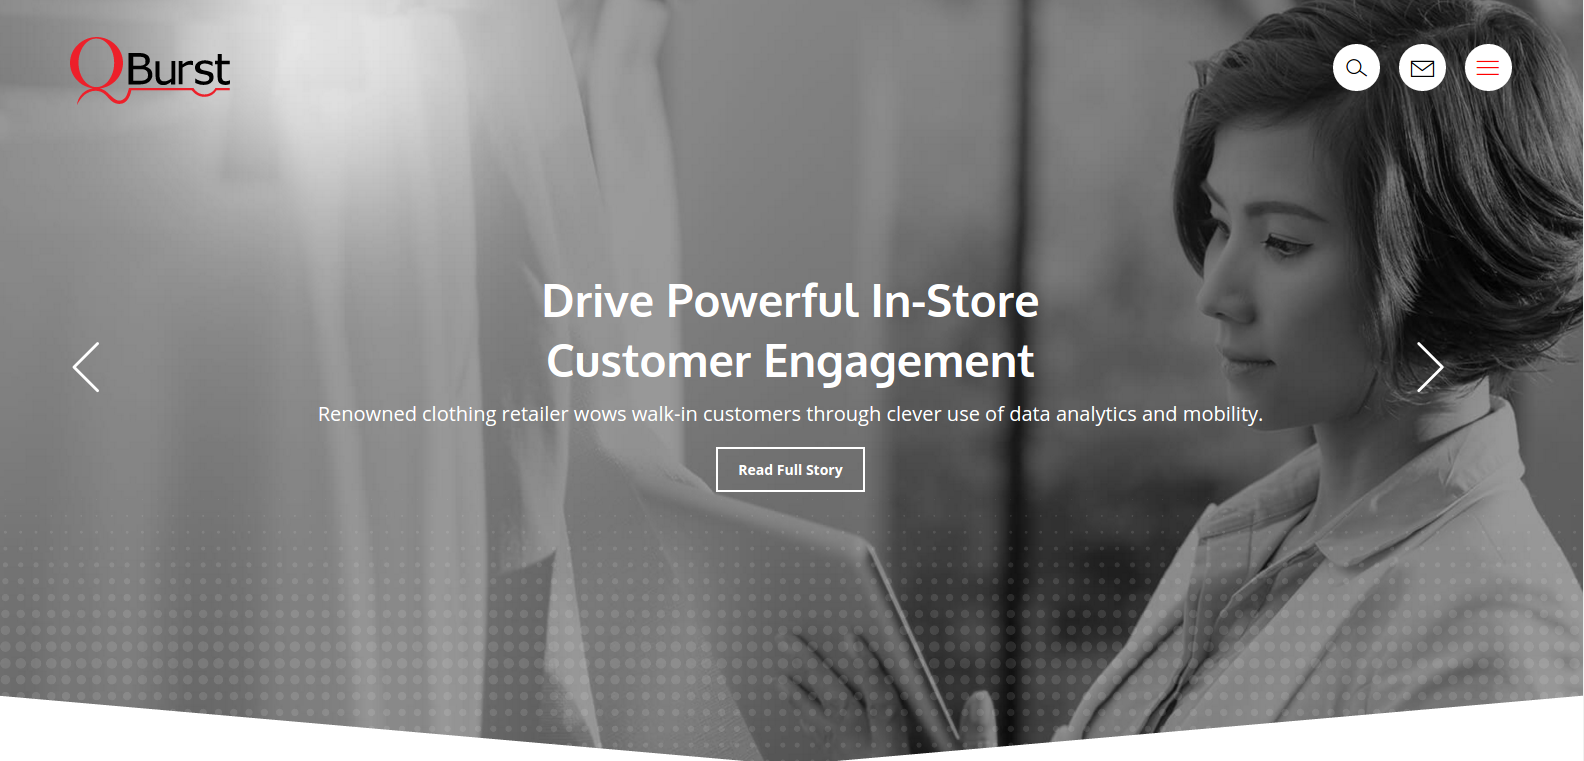 QBurst
Drive Powerful In-Store
Customer Engagement
Renowned clothing retailer wows walk-in customers through clever use of data analytics and mobility.
Read Full Story